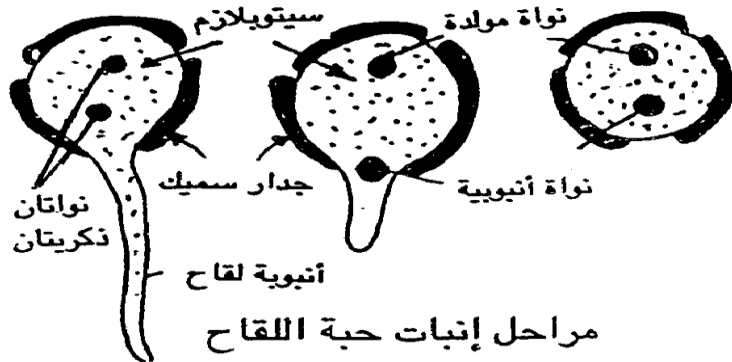 سيتوبلازم
نواة مولدة
جدار سميك
نواة أنبوبية
نواتان
ذكريتان
أنبوبة لقاح
مراحل إنبات حبة اللقاح